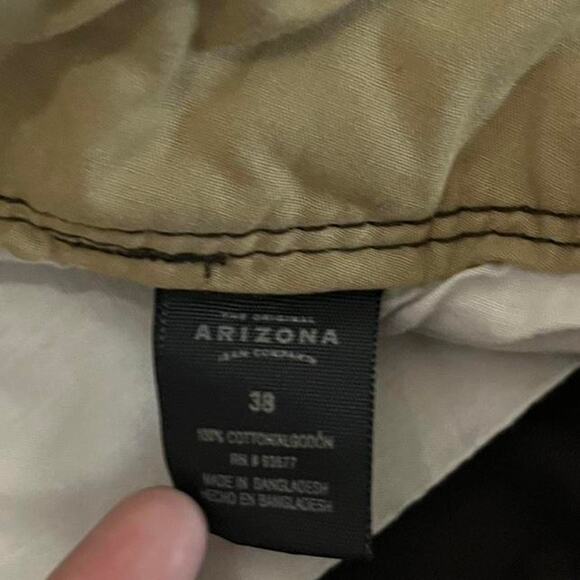 THE ORIGINAL
ARIZONA
JEAN COMPANY
38
100% COTTON/ALGODÓN
RN # 93677
MADE IN BANGLADESH
HECHO EN BANGLADESH